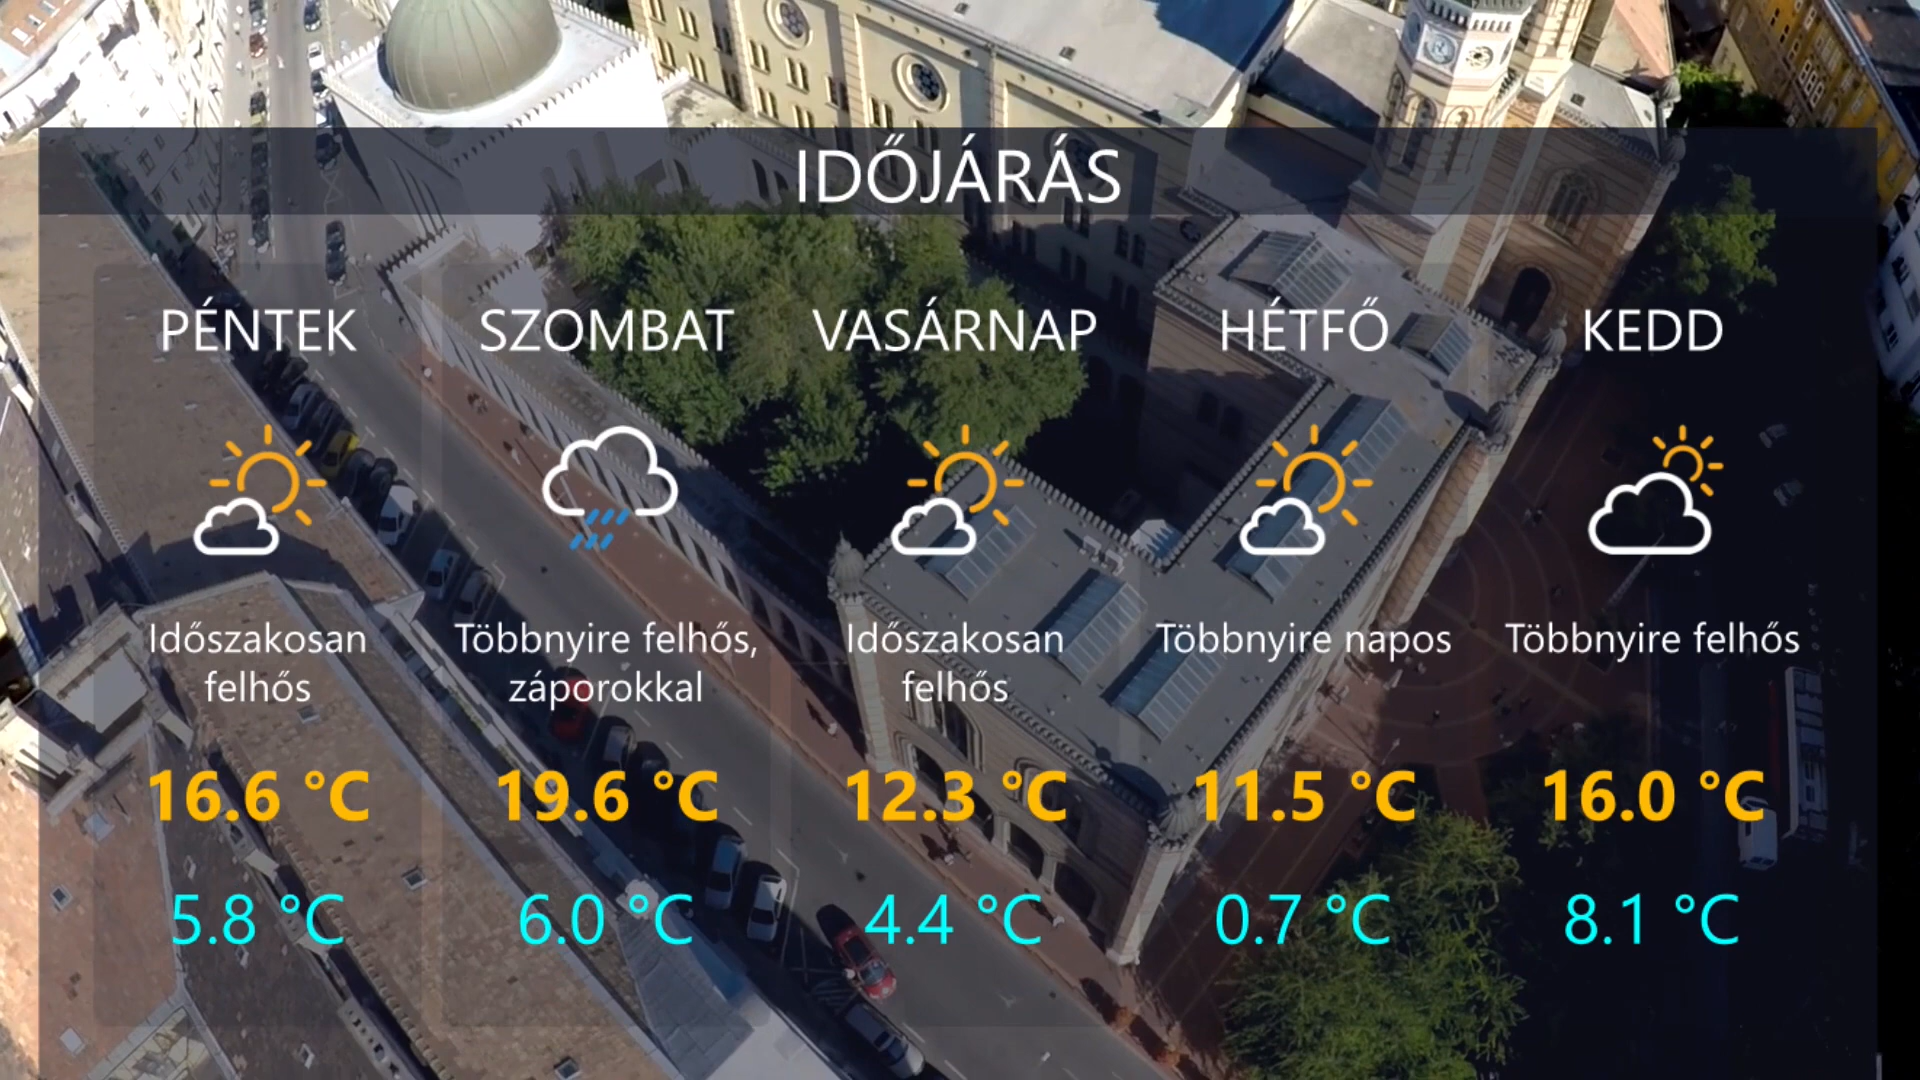 IDŐJÁRÁS
PÉNTEK
Időszakosan
felhős
16.6 °C
5.8 °C
SZOMBAT
Többnyire felhős,
záporokkal
19.6 °C
6.0 °C
VASÁRNAP
Időszakosan
felhős
12.3 °C
4.4 °C
HÉTFŐ
Többnyire napos
11.5 °C
0.7 °C
KEDD
Többnyire felhős
16.0 °C
8.1 °C